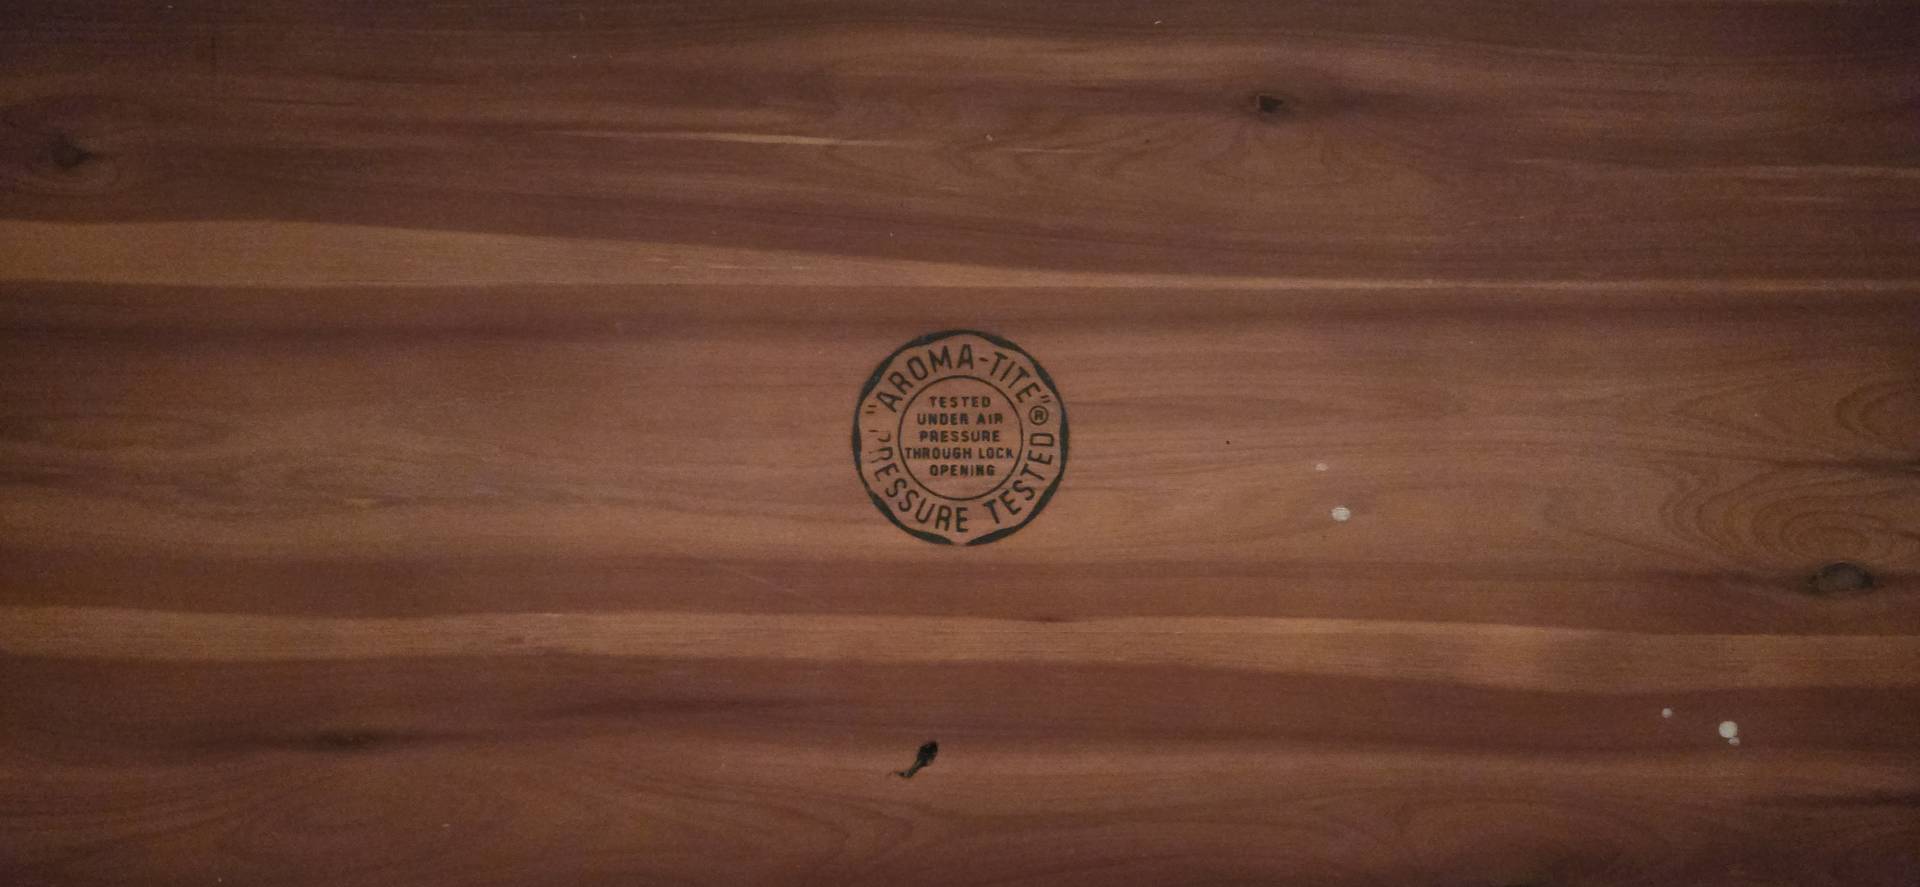 "AROMA-TITE"®
TESTED
UNDER AIR
PRESSURE
THROUGH LOCK
OPENING
PRESSURE TESTED